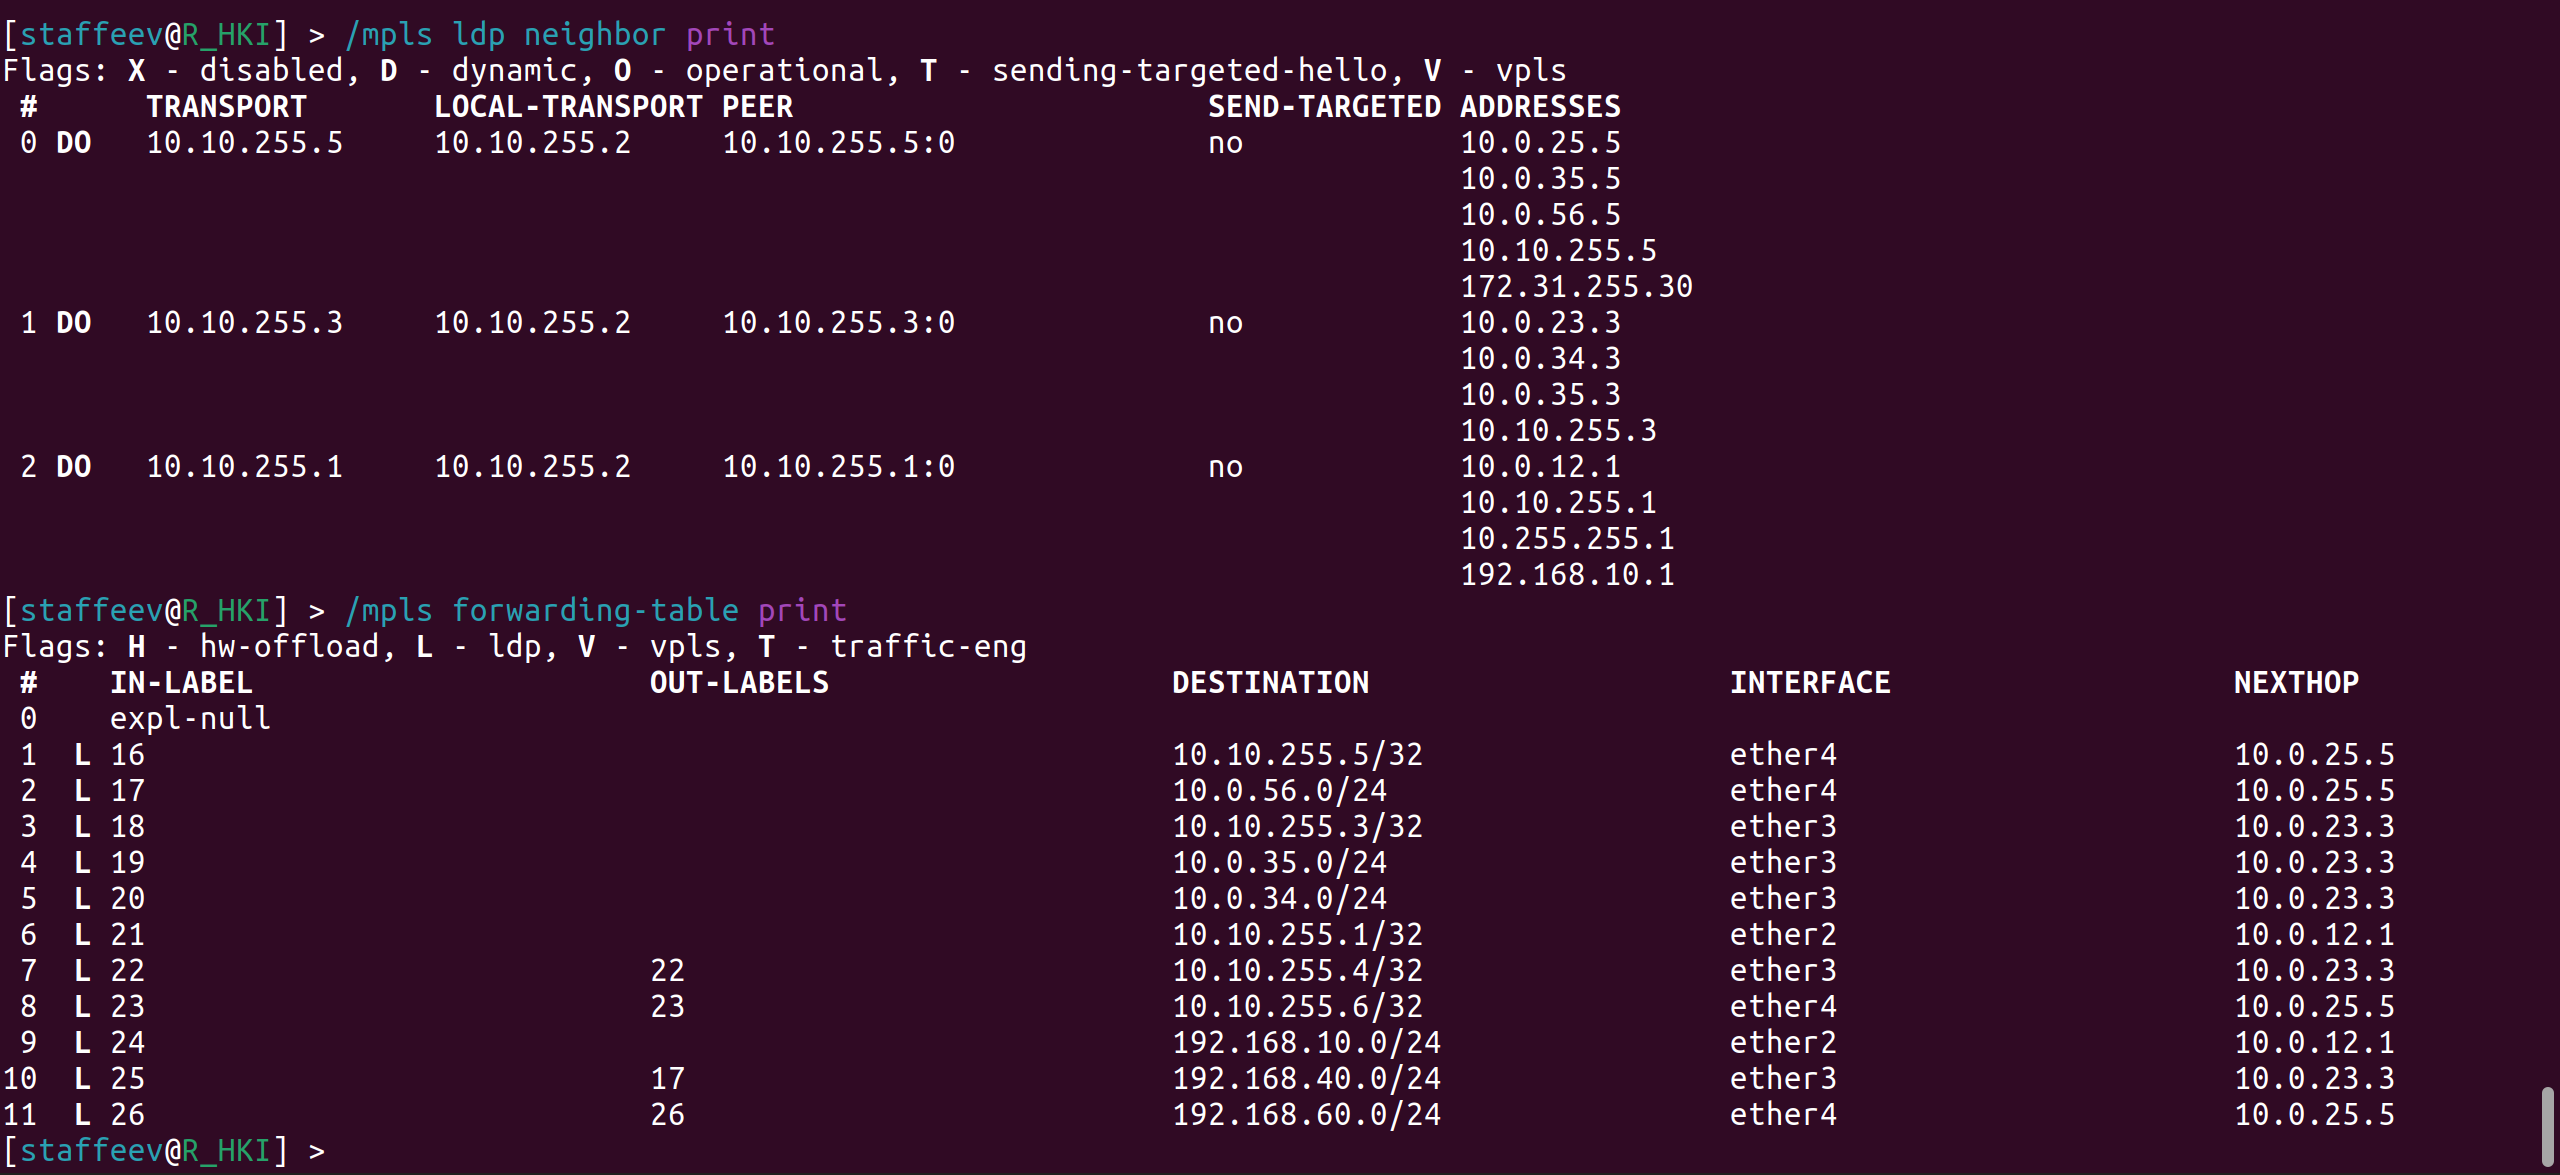 [staffeev@R_HKI] > /mpls ldp neighbor print
Flags: X - disabled, D - dynamic, O - operational, T - sending-targeted-hello, V - vpls
 #      TRANSPORT       LOCAL-TRANSPORT PEER                       SEND-TARGETED ADDRESSES
 0 DO   10.10.255.5     10.10.255.2     10.10.255.5:0              no            10.0.25.5
                                                                                 10.0.35.5
                                                                                 10.0.56.5
                                                                                 10.10.255.5
                                                                                 172.31.255.30
 1 DO   10.10.255.3     10.10.255.2     10.10.255.3:0              no            10.0.23.3
                                                                                 10.0.34.3
                                                                                 10.0.35.3
                                                                                 10.10.255.3
 2 DO   10.10.255.1     10.10.255.2     10.10.255.1:0              no            10.0.12.1
                                                                                 10.10.255.1
                                                                                 10.255.255.1
                                                                                 192.168.10.1
[staffeev@R_HKI] > /mpls forwarding-table print
Flags: H - hw-offload, L - ldp, V - vpls, T - traffic-eng
 #    IN-LABEL                      OUT-LABELS                   DESTINATION                    INTERFACE                   NEXTHOP
 0    expl-null
 1  L 16                                                         10.10.255.5/32                 ether4                      10.0.25.5
 2  L 17                                                         10.0.56.0/24                   ether4                      10.0.25.5
 3  L 18                                                         10.10.255.3/32                 ether3                      10.0.23.3
 4  L 19                                                         10.0.35.0/24                   ether3                      10.0.23.3
 5  L 20                                                         10.0.34.0/24                   ether3                      10.0.23.3
 6  L 21                                                         10.10.255.1/32                 ether2                      10.0.12.1
 7  L 22                            22                           10.10.255.4/32                 ether3                      10.0.23.3
 8  L 23                            23                           10.10.255.6/32                 ether4                      10.0.25.5
 9  L 24                                                         192.168.10.0/24                ether2                      10.0.12.1
10  L 25                            17                           192.168.40.0/24                ether3                      10.0.23.3
11  L 26                            26                           192.168.60.0/24                ether4                      10.0.25.5
[staffeev@R_HKI] >